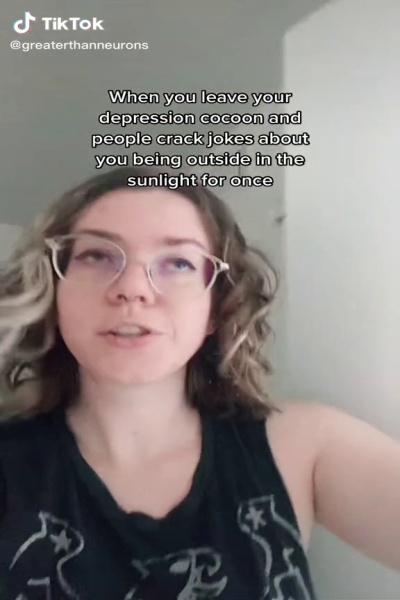 TikTok
@greaterthanneurons
When you leave your
depression cocoon and
people crack jokes about
you being outside in the
sunlight for once